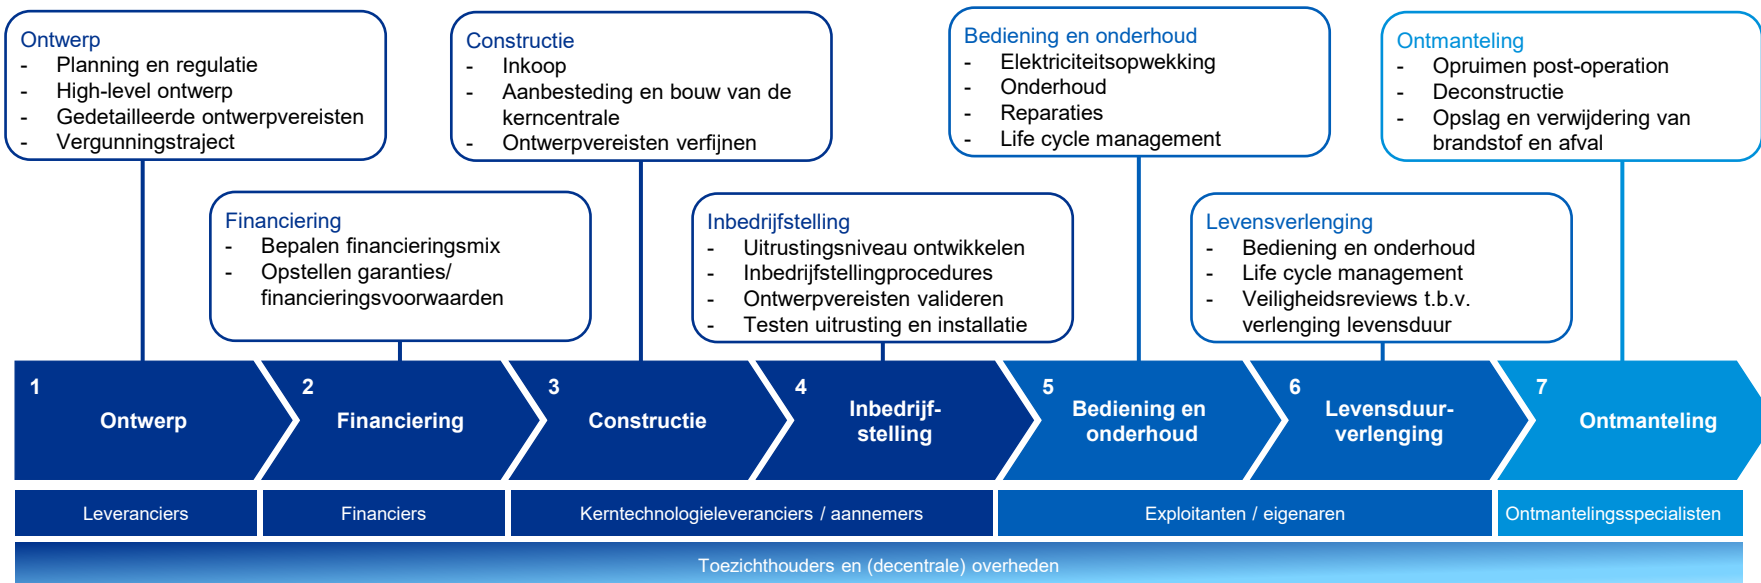 Ontwerp
- Planning en regulatie
- High-level ontwerp
- Gedetailleerde ontwerpvereisten
- Vergunningstraject
Constructie
- Inkoop
- Aanbesteding en bouw van de
kerncentrale
- Ontwerpvereisten verfijnen
Bediening en onderhoud
- Elektriciteitsopwekking
- Onderhoud
- Reparaties
- Life cycle management
Ontmanteling
- Opruimen post-operation
- Deconstructie
- Opslag en verwijdering van
brandstof en afval
Financiering
- Bepalen financieringsmix
- Opstellen garanties/
financieringsvoorwaarden
Inbedrijfstelling
- Uitrustingsniveau ontwikkelen
- Inbedrijfstellingprocedures
- Ontwerpvereisten valideren
- Testen uitrusting en installatie
Levensverlenging
- Bediening en onderhoud
- Life cycle management
- Veiligheidsreviews t.b.v.
verlenging levensduur
1
Ontwerp
2
Financiering
3
Constructie
4
Inbedrijf-
stelling
5
Bediening en
onderhoud
6
Levensduur-
verlenging
7
Ontmanteling
Leveranciers
Financiers
Kerntechnologieleveranciers / aannemers
Exploitanten / eigenaren
Ontmantelingsspecialisten
Toezichthouders en (decentrale) overheden